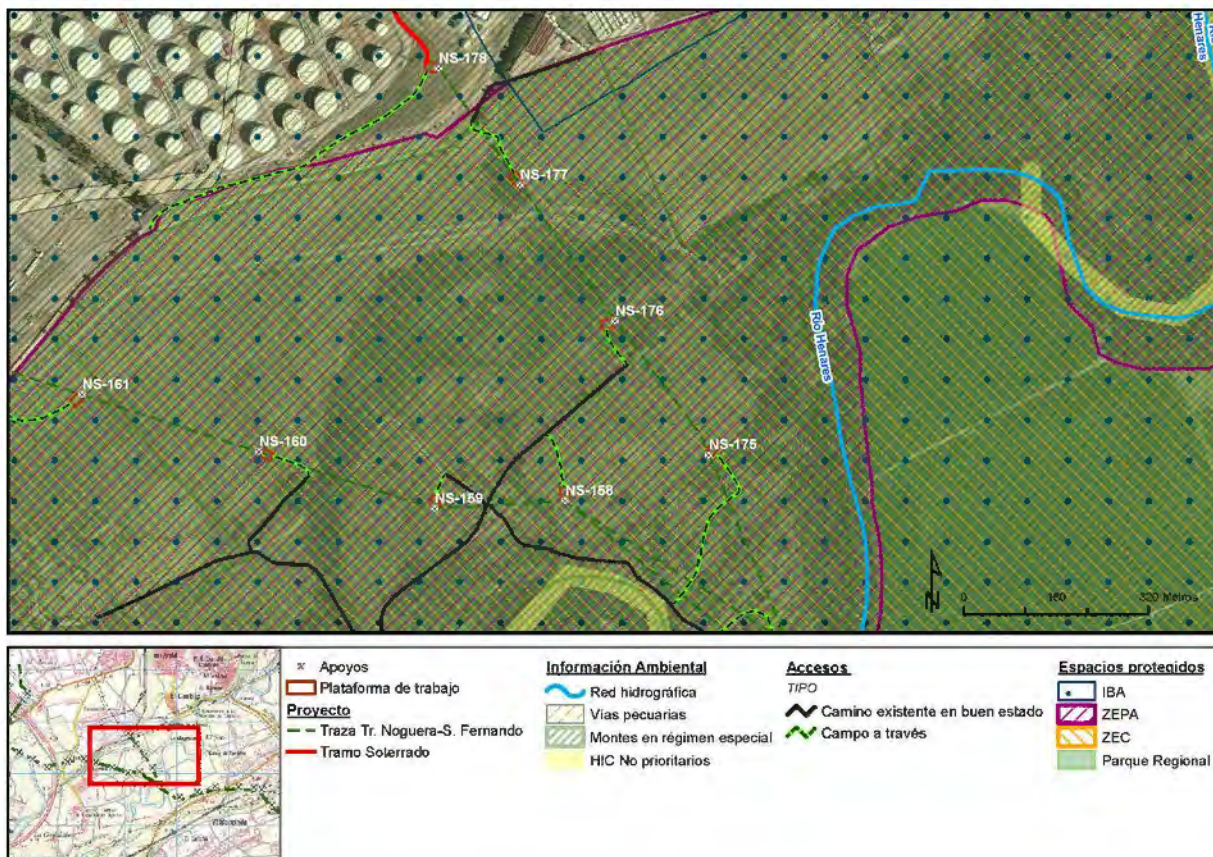 Río
Henares
NS-178
NS-177
NS-176
Río Henares
NS-161
NS-160
NS-175
NS-159
NS-158
N
0 160 320 Metros
Apoyos
Plataforma de trabajo
Proyecto
Traza Tr. Noguera-S. Fernando
Tramo Soterrado
Información Ambiental
Red hidrográfica
Vías pecuarias
Montes en régimen especial
HIC No prioritarios
Accesos
TIPO
Camino existente en buen estado
Campo a través
Espacios protegidos
IBA
ZEPA
ZEC
Parque Regional